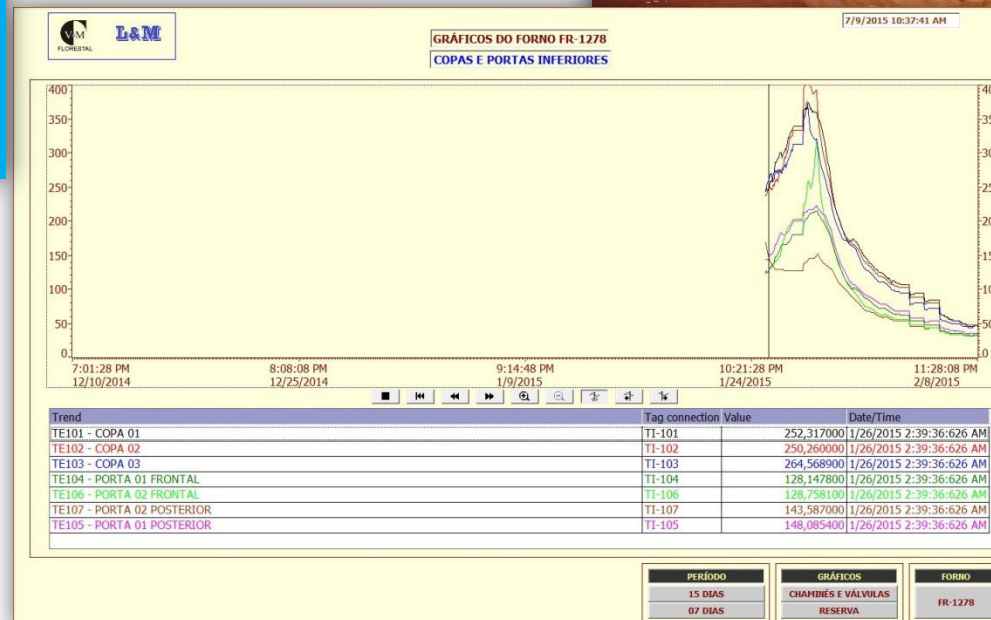 7/9/2015 10:37:41 AM
V&M
FLORESTAL
L&M
GRÁFICOS DO FORNO FR-1278
COPAS E PORTAS INFERIORES
400
350
300
250
200
150
100
50
0
7:01:28 PM 8:08:08 PM 9:14:48 PM 10:21:28 PM 11:28:08 PM
12/10/2014 12/25/2014 1/9/2015 1/24/2015 2/8/2015
Trend Tag connection Value Date/Time
TE101 - COPA 01 TI-101 252,317000 1/26/2015 2:39:36:626 AM
TE102 - COPA 02 TI-102 250,260000 1/26/2015 2:39:36:626 AM
TE103 - COPA 03 TI-103 264,568900 1/26/2015 2:39:36:626 AM
TE104 - PORTA 01 FRONTAL TI-104 128,147800 1/26/2015 2:39:36:626 AM
TE106 - PORTA 02 FRONTAL TI-106 128,758100 1/26/2015 2:39:36:626 AM
TE107 - PORTA 02 POSTERIOR TI-107 143,587000 1/26/2015 2:39:36:626 AM
TE105 - PORTA 01 POSTERIOR TI-105 148,085400 1/26/2015 2:39:36:626 AM
PERÍODO GRÁFICOS FORNO
15 DIAS CHAMINÉS E VÁLVULAS FR-1278
07 DIAS RESERVA